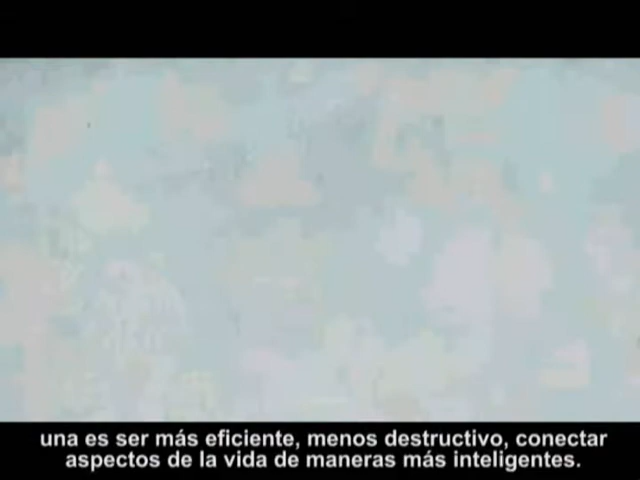 una es ser más eficiente, menos destructivo, conectar
aspectos de la vida de maneras más inteligentes.